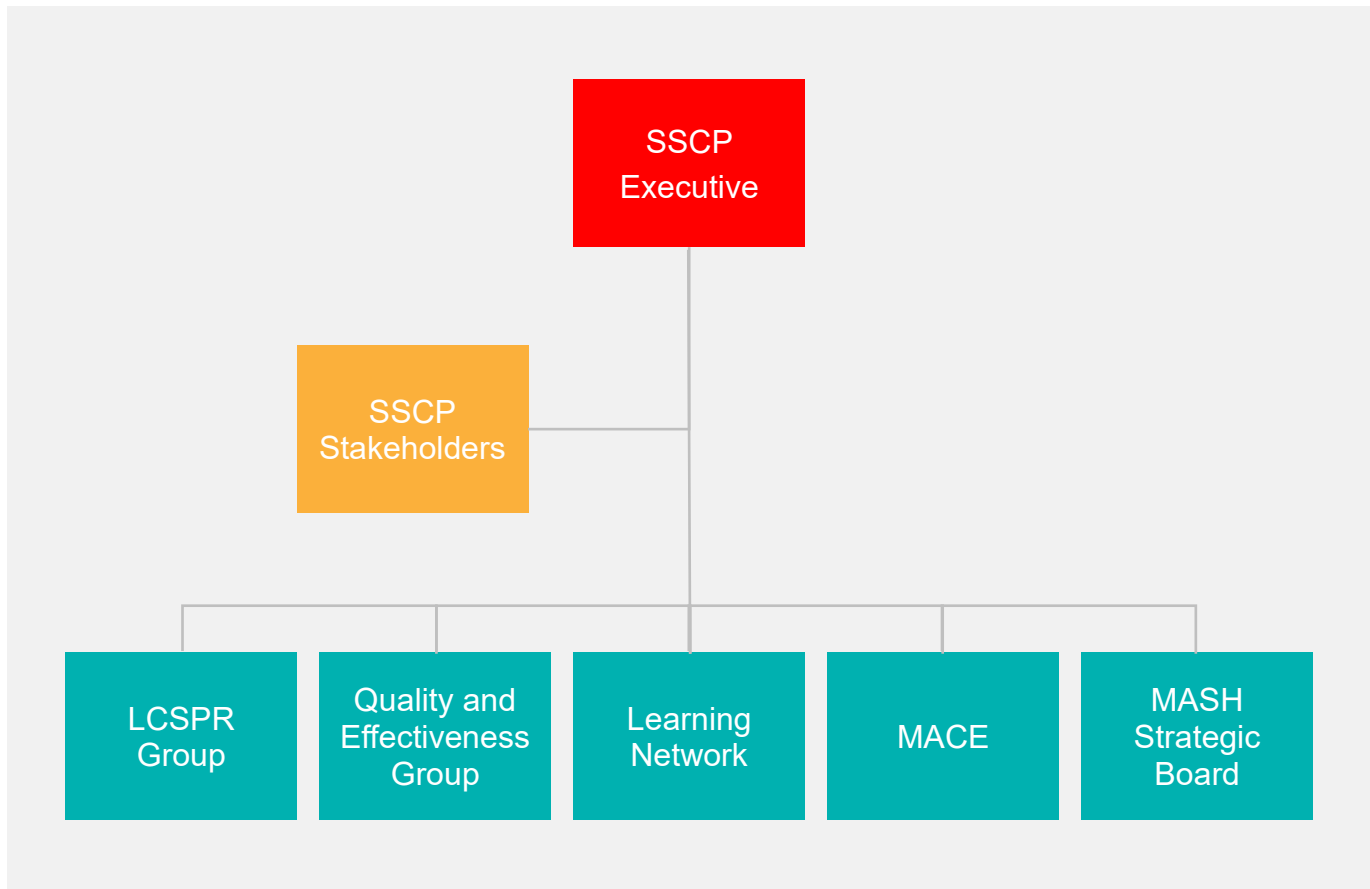 SSCP
Executive
SSCP
Stakeholders
LCSPR
Group
Quality and
Effectiveness
Group
Learning
Network
MACE
MASH
Strategic
Board